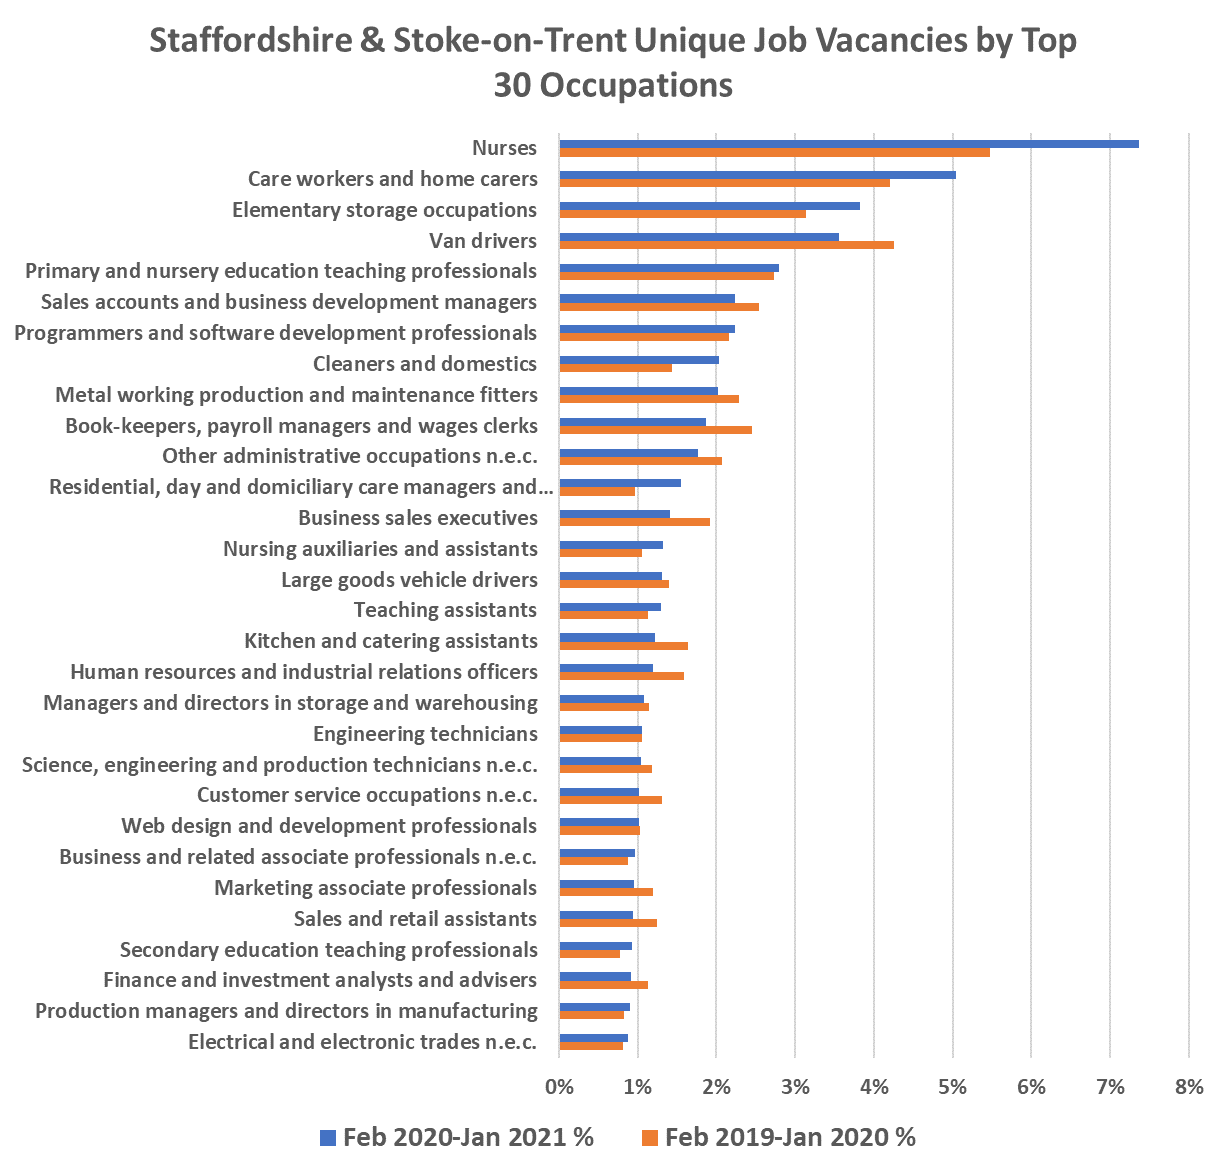 Staffordshire & Stoke-on-Trent Unique Job Vacancies by Top
30 Occupations
Nurses
Care workers and home carers
Elementary storage occupations
Van drivers
Primary and nursery education teaching professionals
Sales accounts and business development managers
Programmers and software development professionals
Cleaners and domestics
Metal working production and maintenance fitters
Book-keepers, payroll managers and wages clerks
Other administrative occupations n.e.c.
Residential, day and domiciliary care managers and...
Business sales executives
Nursing auxiliaries and assistants
Large goods vehicle drivers
Teaching assistants
Kitchen and catering assistants
Human resources and industrial relations officers
Managers and directors in storage and warehousing
Engineering technicians
Science, engineering and production technicians n.e.c.
Customer service occupations n.e.c.
Web design and development professionals
Business and related associate professionals n.e.c.
Marketing associate professionals
Sales and retail assistants
Secondary education teaching professionals
Finance and investment analysts and advisers
Production managers and directors in manufacturing
Electrical and electronic trades n.e.c.
0% 1% 2% 3% 4% 5% 6% 7% 8%
Feb 2020-Jan 2021 % Feb 2019-Jan 2020 %